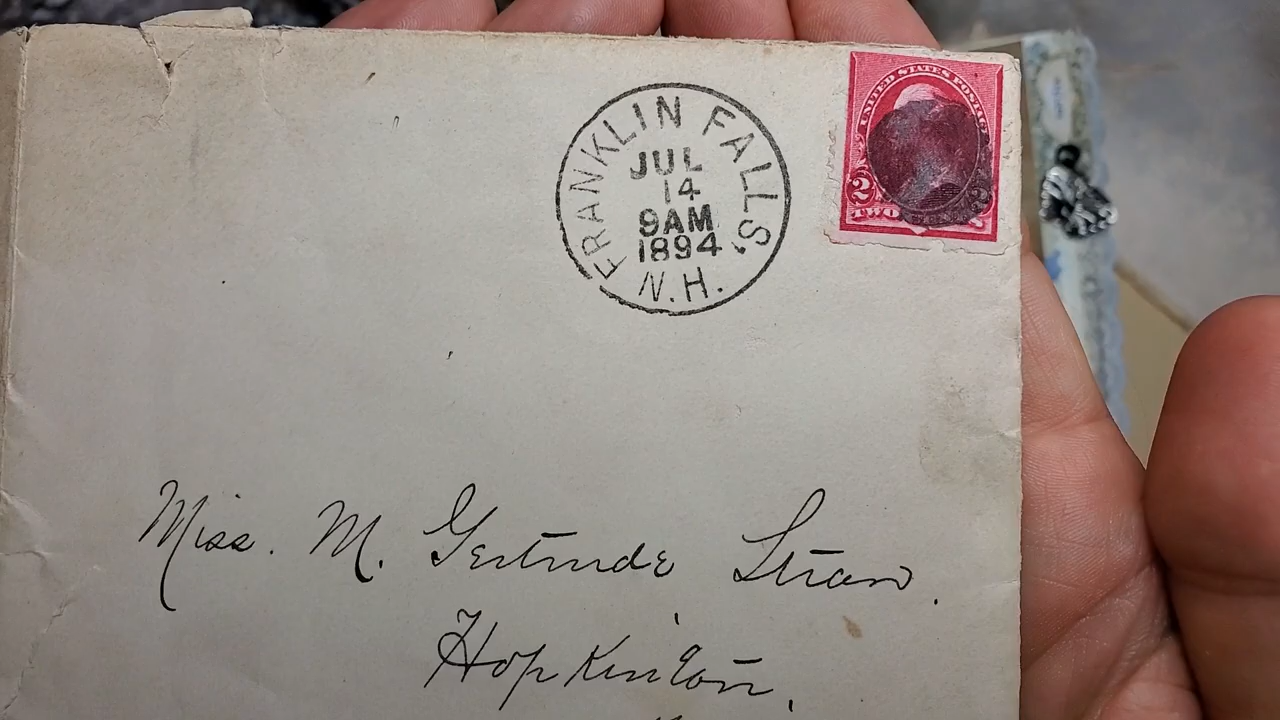 FRANKLIN FALLS,
JUL
14
9AM
1894
N.H.
UNITED STATES POSTAGE
2 2
TWO
Miss. M. Gertrude Straw.
Hopkinton,